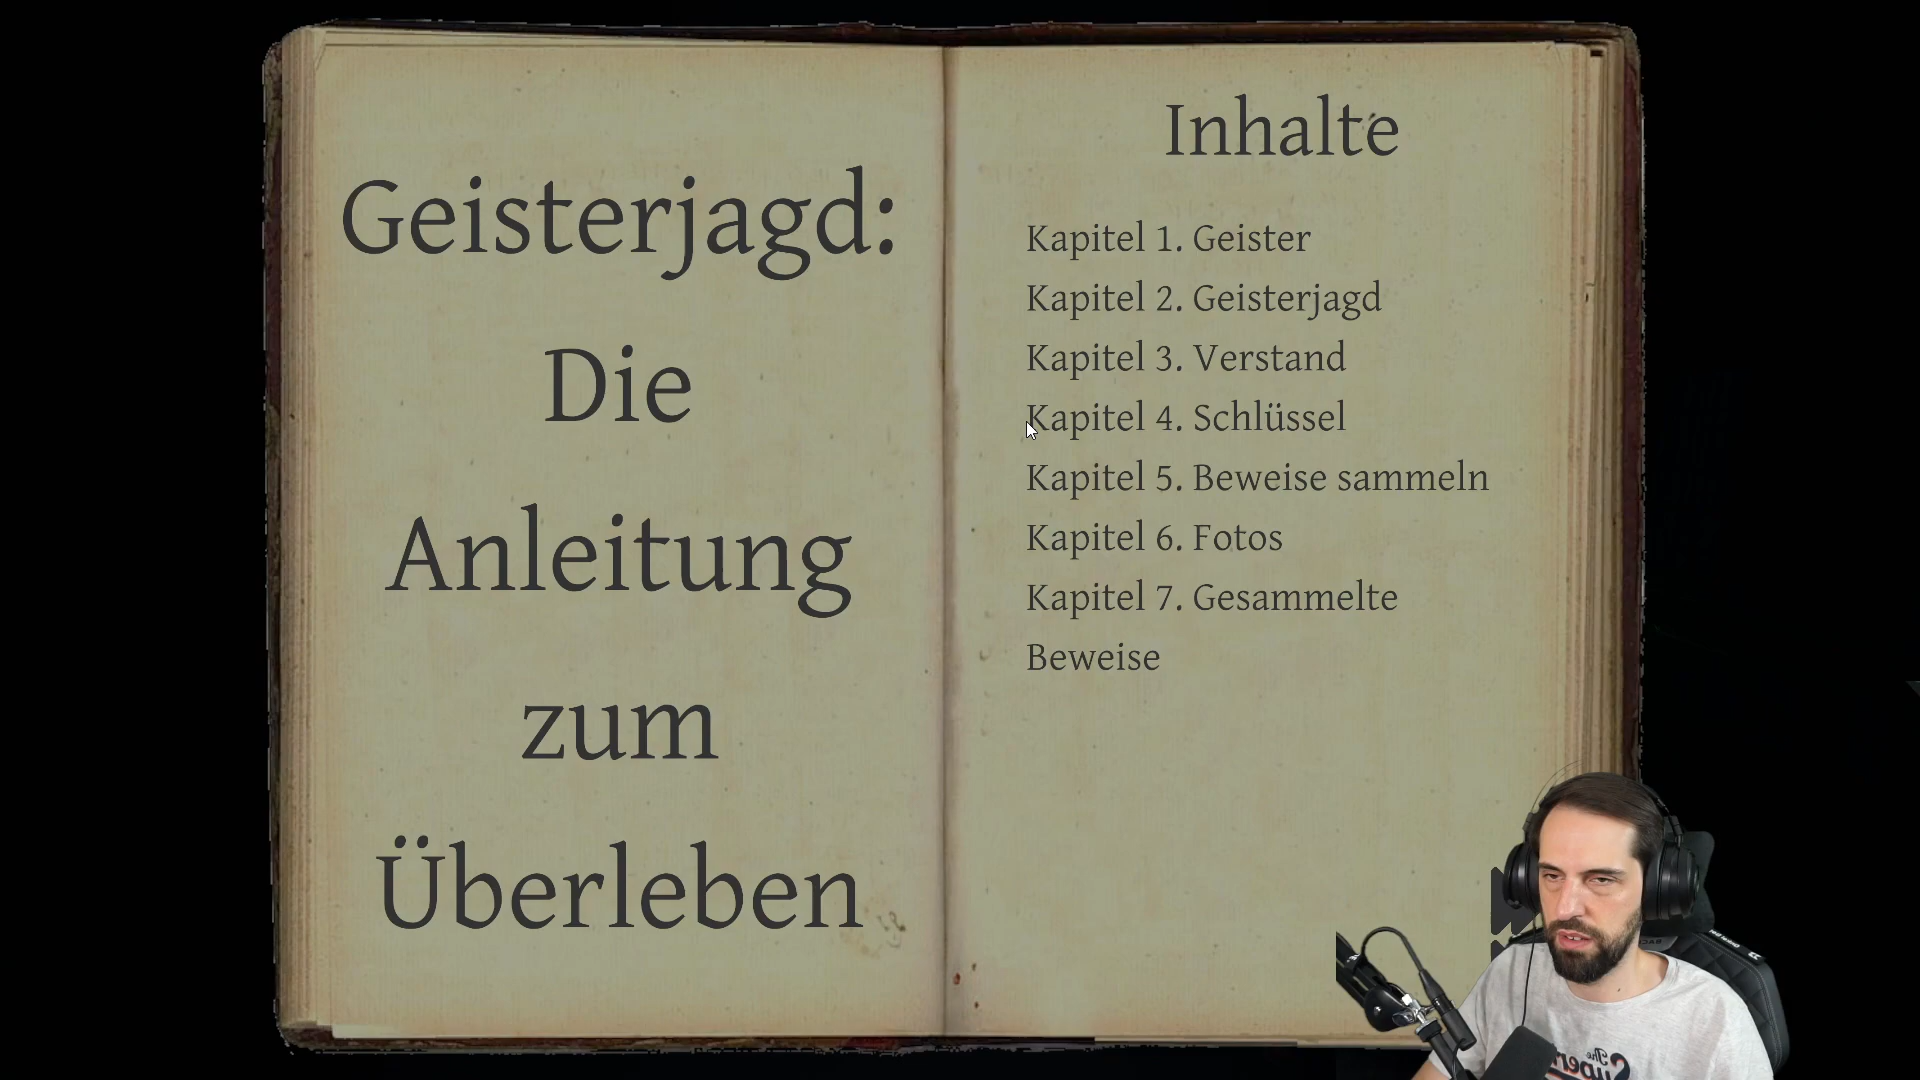 Geisterjagd:
Die
Anleitung
zum
Überleben
Inhalte
Kapitel 1. Geister
Kapitel 2. Geisterjagd
Kapitel 3. Verstand
Kapitel 4. Schlüssel
Kapitel 5. Beweise sammeln
Kapitel 6. Fotos
Kapitel 7. Gesammelte
Beweise
The